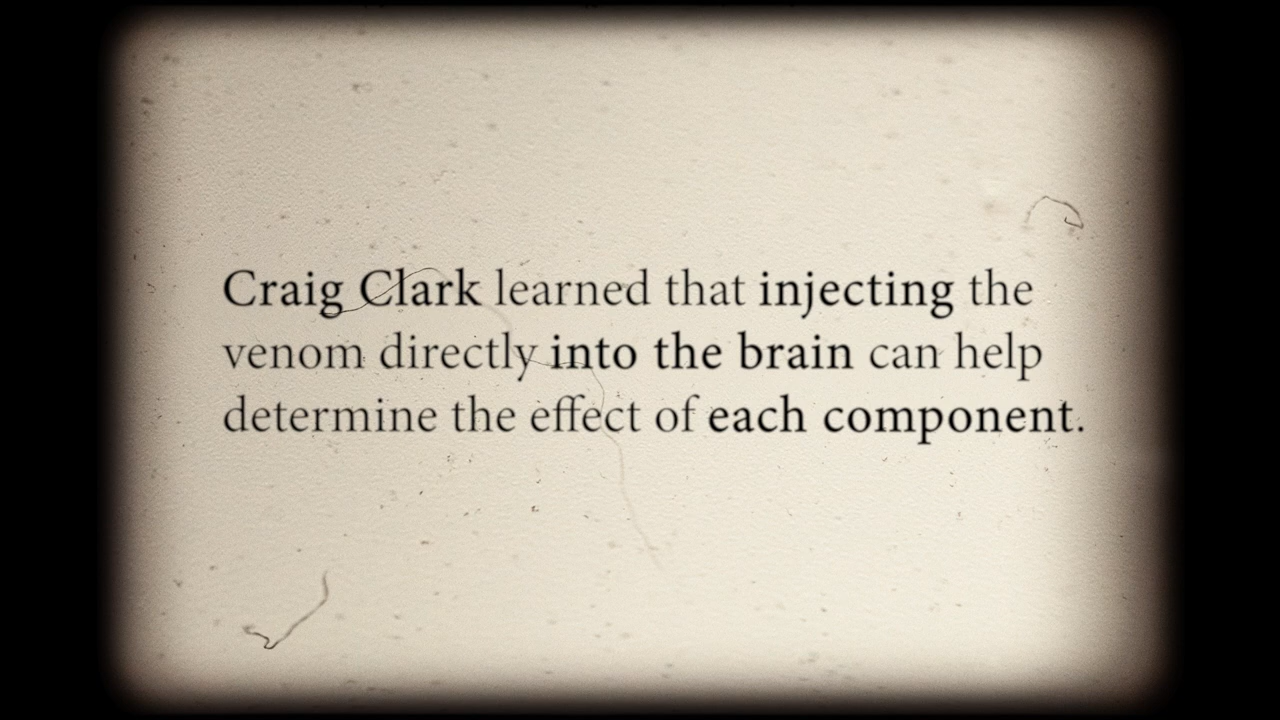 Craig Clark learned that injecting the
venom directly into the brain can help
determine the effect of each component.